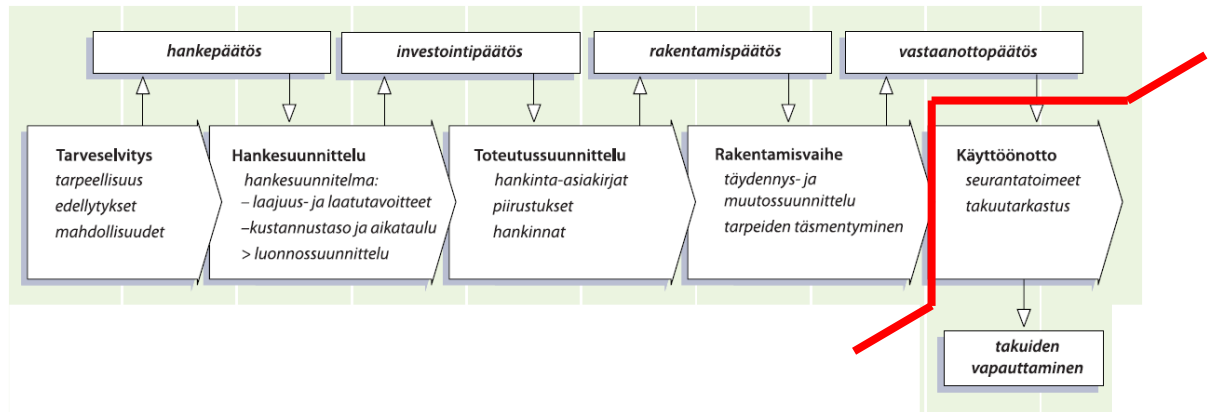 hankepäätös
investointipäätös
rakentamispäätös
vastaanottopäätös
Tarveselvitys
tarpeellisuus
edellytykset
mahdollisuudet
Hankesuunnittelu
hankesuunnitelma:
– laajuus- ja laatutavoitteet
–kustannustaso ja aikataulu
> luonnossuunnittelu
Toteutussuunnittelu
hankinta-asiakirjat
piirustukset
hankinnat
Rakentamisvaihe
täydennys- ja
muutossuunnittelu
tarpeiden täsmentyminen
Käyttöönotto
seurantatoimeet
takuutarkastus
takuiden
vapauttaminen